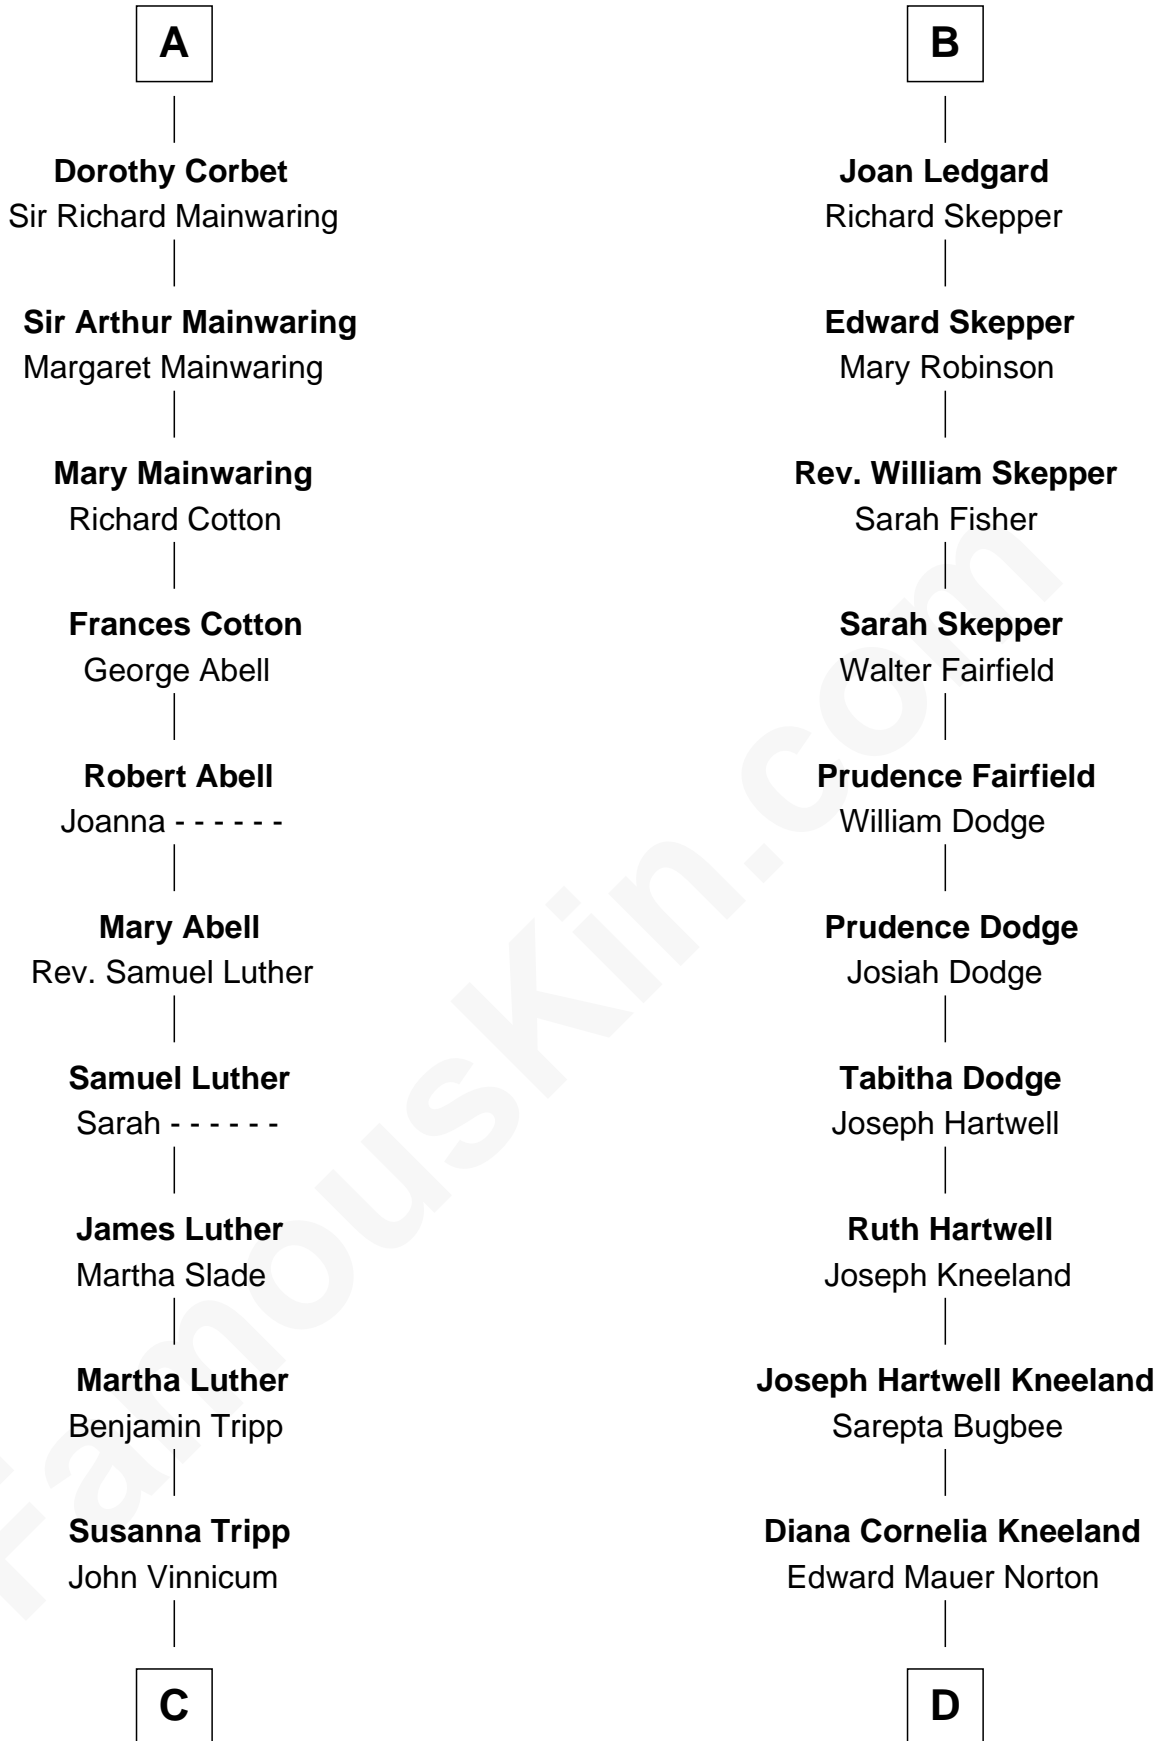 A
Dorothy Corbet
Sir Richard Mainwaring
Sir Arthur Mainwaring
Margaret Mainwaring
Mary Mainwaring
Richard Cotton
Frances Cotton
George Abell
Robert Abell
Joanna - - - - - -
Mary Abell
Rev. Samuel Luther
Samuel Luther
Sarah - - - - - -
James Luther
Martha Slade
Martha Luther
Benjamin Tripp
Susanna Tripp
John Vinnicum
C
B
Joan Ledgard
Richard Skepper
Edward Skepper
Mary Robinson
Rev. William Skepper
Sarah Fisher
Sarah Skepper
Walter Fairfield
Prudence Fairfield
William Dodge
Prudence Dodge
Josiah Dodge
Tabitha Dodge
Joseph Hartwell
Ruth Hartwell
Joseph Kneeland
Joseph Hartwell Kneeland
Sarepta Bugbee
Diana Cornelia Kneeland
Edward Mauer Norton
D
FamousKin.com